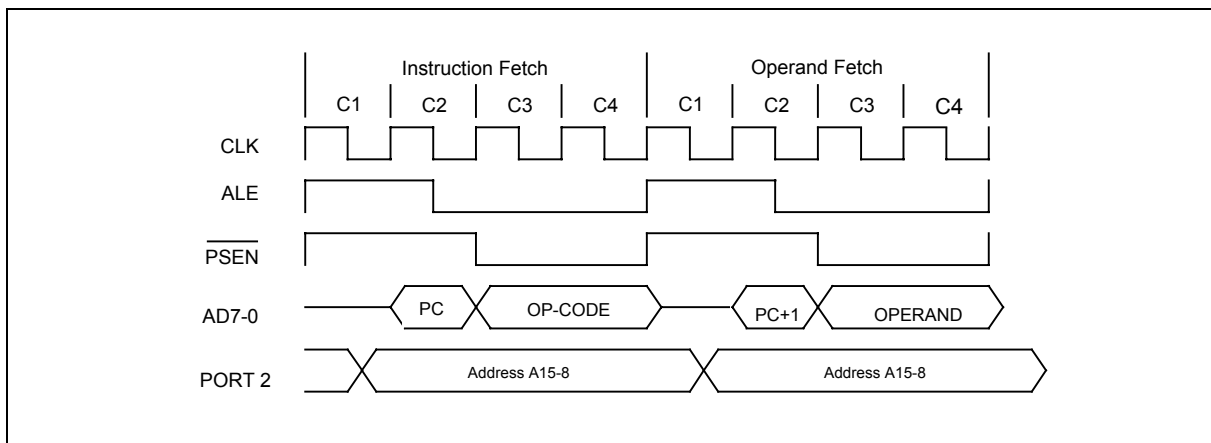 Instruction Fetch Operand Fetch
C1 C2 C3 C4 C1 C2 C3 C4
CLK
ALE
PSEN
AD7-0 PC OP-CODE PC+1 OPERAND
PORT 2 Address A15-8 Address A15-8